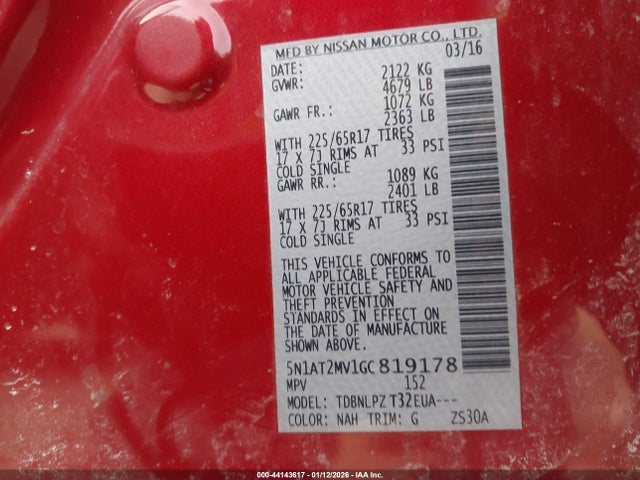 MFD BY NISSAN MOTOR CO., LTD.
DATE: 03/16
GVWR: 2122 KG
4679 LB
GAWR FR.: 1072 KG
2363 LB
WITH 225/65R17 TIRES
17 X 7J RIMS AT 33 PSI
COLD SINGLE
GAWR RR.: 1089 KG
2401 LB
WITH 225/65R17 TIRES
17 X 7J RIMS AT 33 PSI
COLD SINGLE
THIS VEHICLE CONFORMS TO
ALL APPLICABLE FEDERAL
MOTOR VEHICLE SAFETY AND
THEFT PREVENTION
STANDARDS IN EFFECT ON
THE DATE OF MANUFACTURE
SHOWN ABOVE.
5N1AT2MV1GC819178
MPV 152
MODEL: TDBNLPZ T32EUA---
COLOR: NAH TRIM: G ZS30A
000-44143617 - 01/12/2026 - IAA Inc.